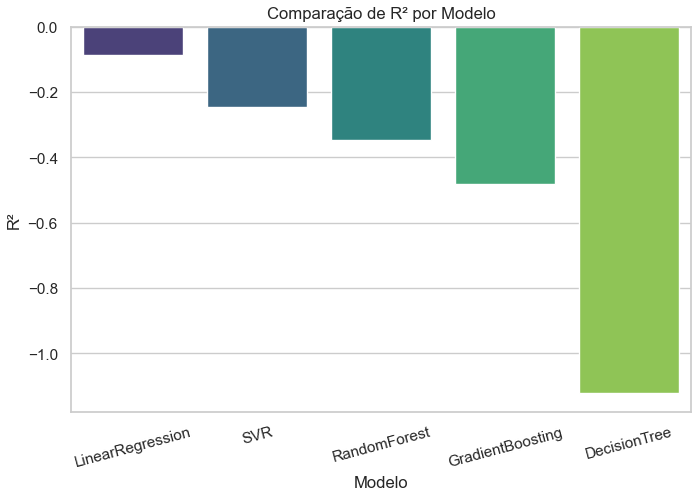 Comparação de R² por Modelo
0.0
−0.2
−0.4
−0.6
−0.8
−1.0
R²
LinearRegression
SVR
RandomForest
GradientBoosting
DecisionTree
Modelo